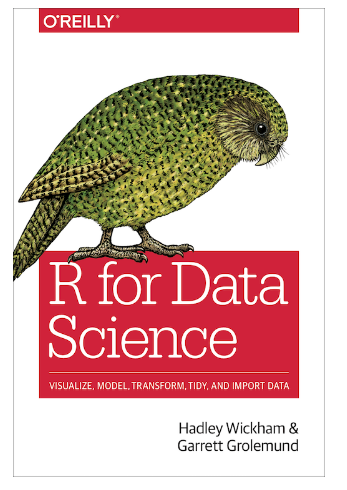 O'REILLY®
R for Data
Science
VISUALIZE, MODEL, TRANSFORM, TIDY, AND IMPORT DATA
Hadley Wickham &
Garrett Grolemund